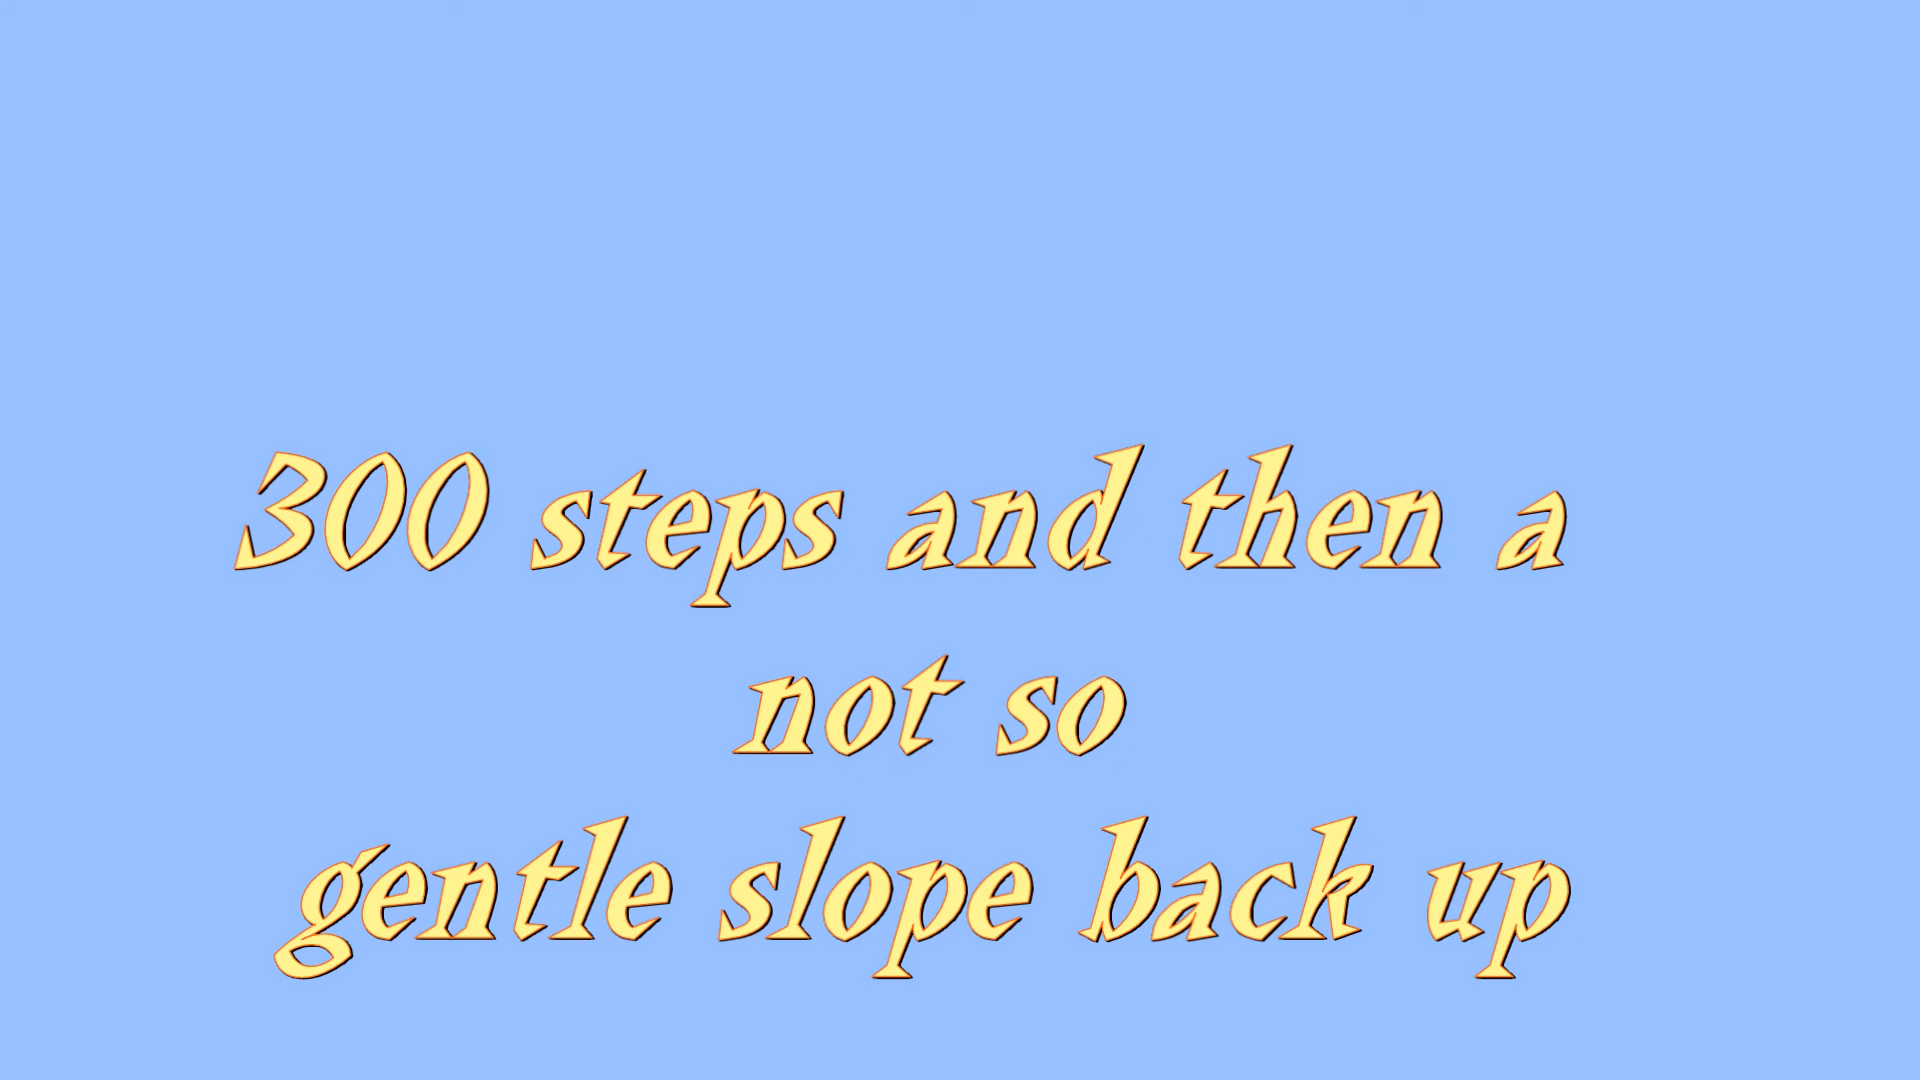 300 steps and then a
not so
gentle slope back up